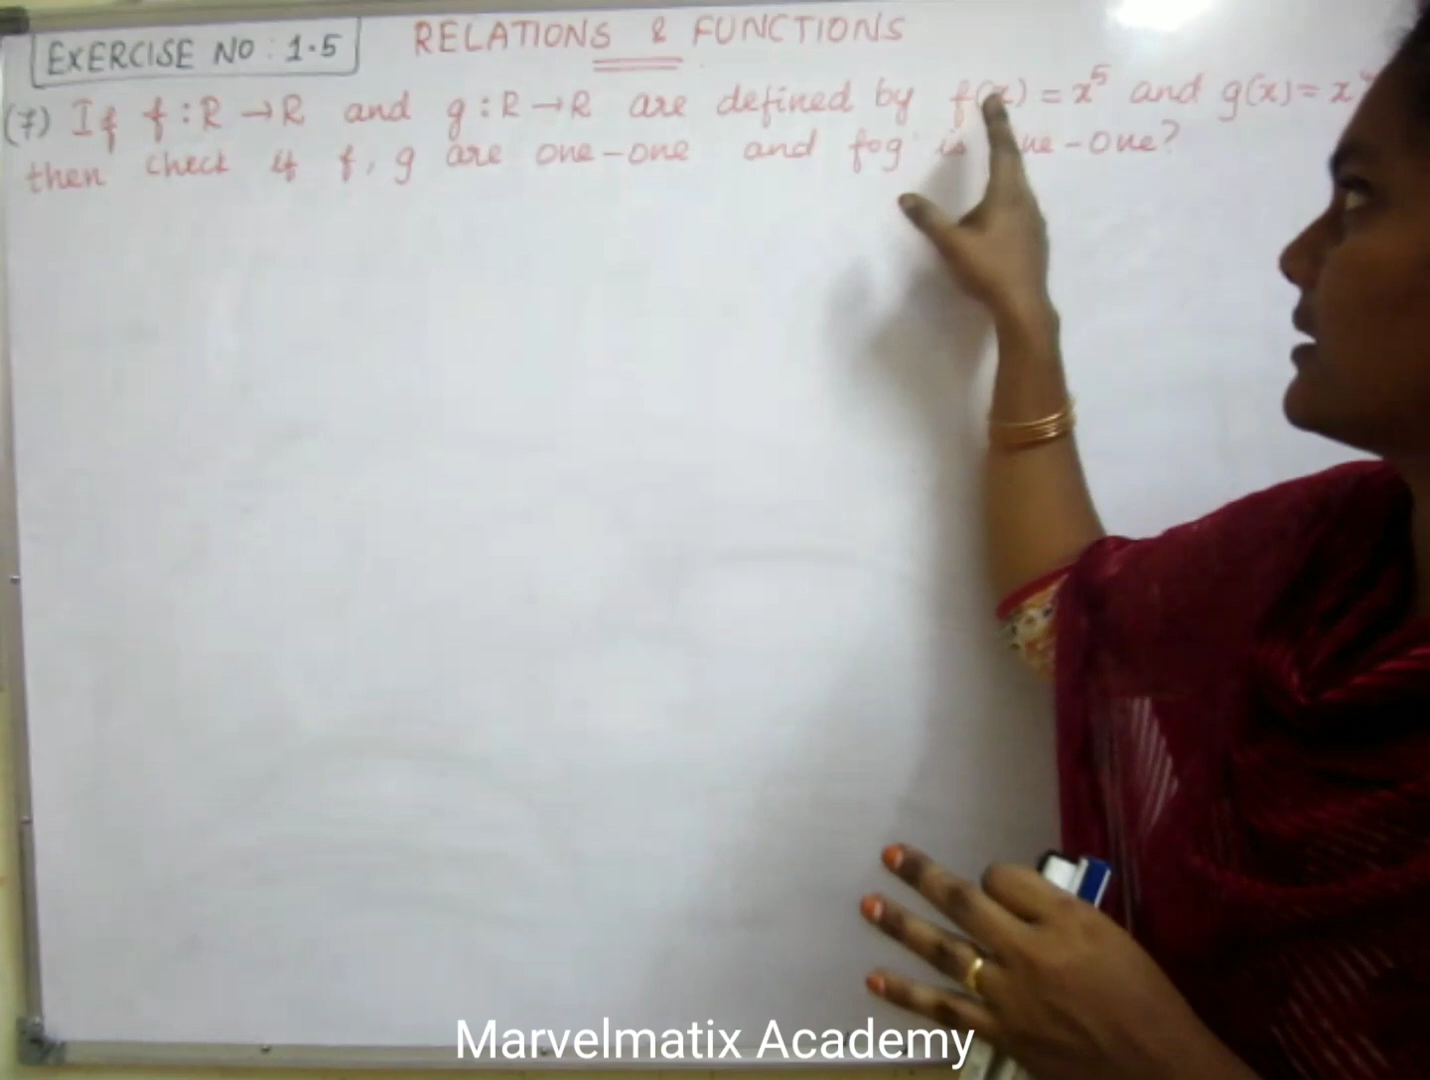 EXERCISE NO : 1.5
RELATIONS & FUNCTIONS
(7) If f : R → R and g : R → R are defined by f(x) = x⁵ and g(x) = x⁴
then check if f, g are one-one and fog is one-one?
Marvelmatix Academy